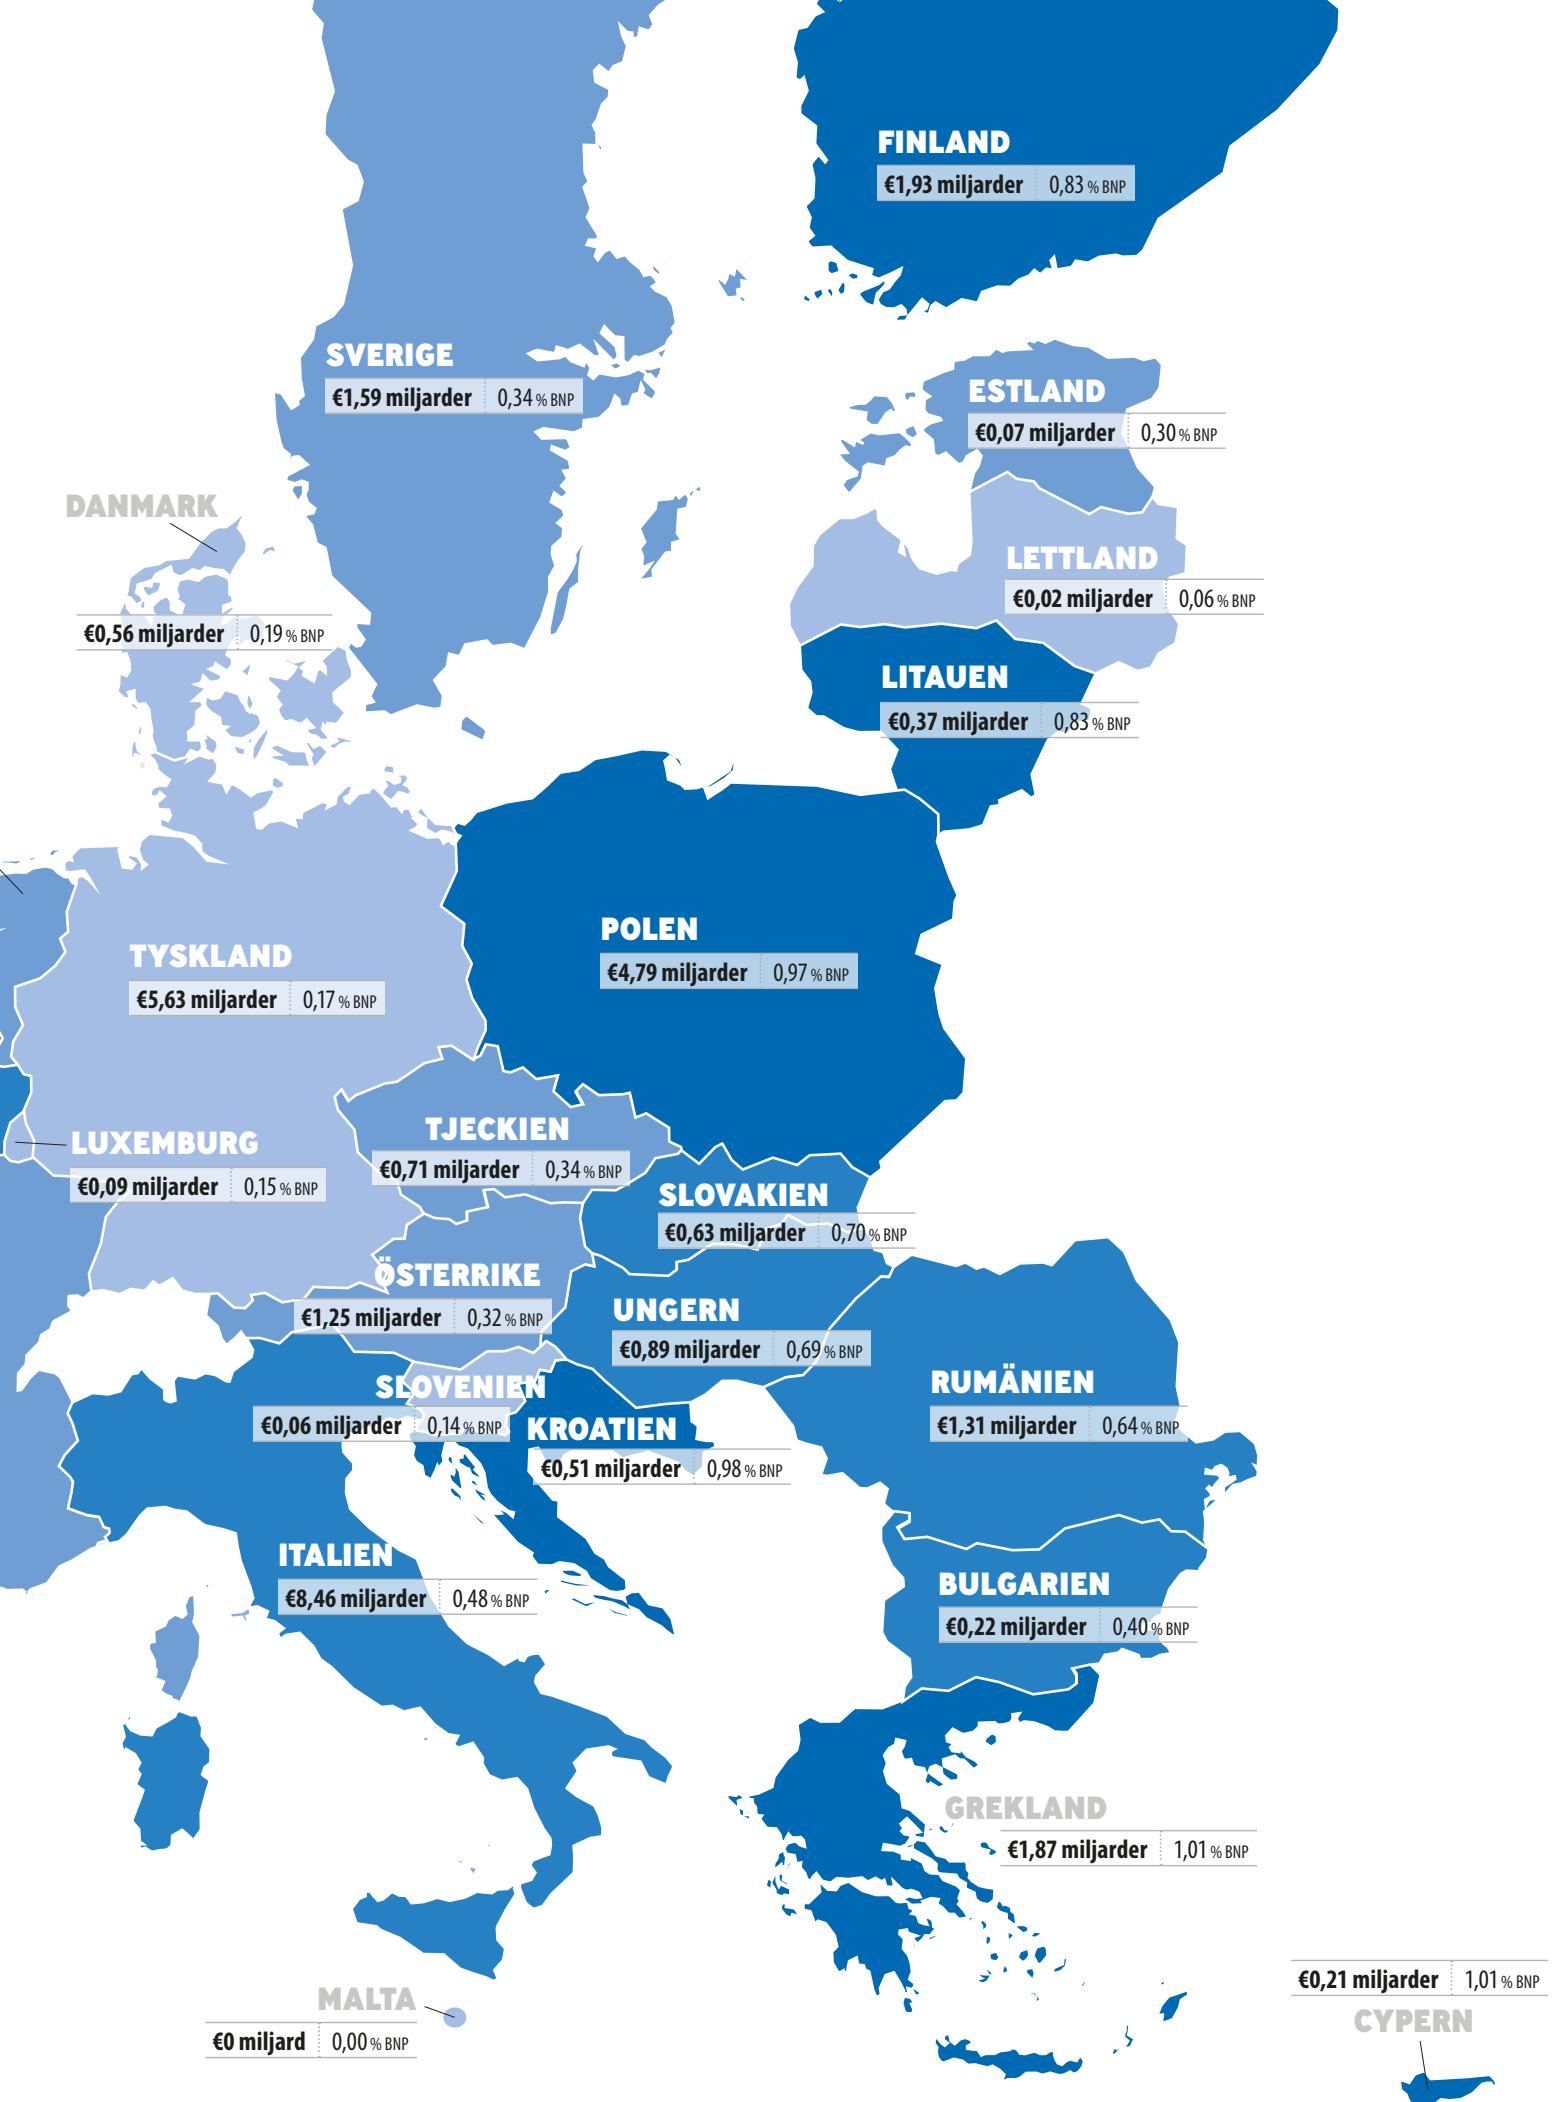 FINLAND
€1,93 miljarder 0,83 % BNP
SVERIGE
€1,59 miljarder 0,34 % BNP
ESTLAND
€0,07 miljarder 0,30 % BNP
DANMARK
€0,56 miljarder 0,19 % BNP
LETTLAND
€0,02 miljarder 0,06 % BNP
LITAUEN
€0,37 miljarder 0,83 % BNP
POLEN
€4,79 miljarder 0,97 % BNP
TYSKLAND
€5,63 miljarder 0,17 % BNP
TJECKIEN
€0,71 miljarder 0,34 % BNP
LUXEMBURG
€0,09 miljarder 0,15 % BNP
SLOVAKIEN
€0,63 miljarder 0,70 % BNP
ÖSTERRIKE
€1,25 miljarder 0,32 % BNP
UNGERN
€0,89 miljarder 0,69 % BNP
RUMÄNIEN
€1,31 miljarder 0,64 % BNP
SLOVENIEN
€0,06 miljarder 0,14 % BNP
KROATIEN
€0,51 miljarder 0,98 % BNP
ITALIEN
€8,46 miljarder 0,48 % BNP
BULGARIEN
€0,22 miljarder 0,40 % BNP
GREKLAND
€1,87 miljarder 1,01 % BNP
MALTA
€0 miljard 0,00 % BNP
€0,21 miljarder 1,01 % BNP
CYPERN